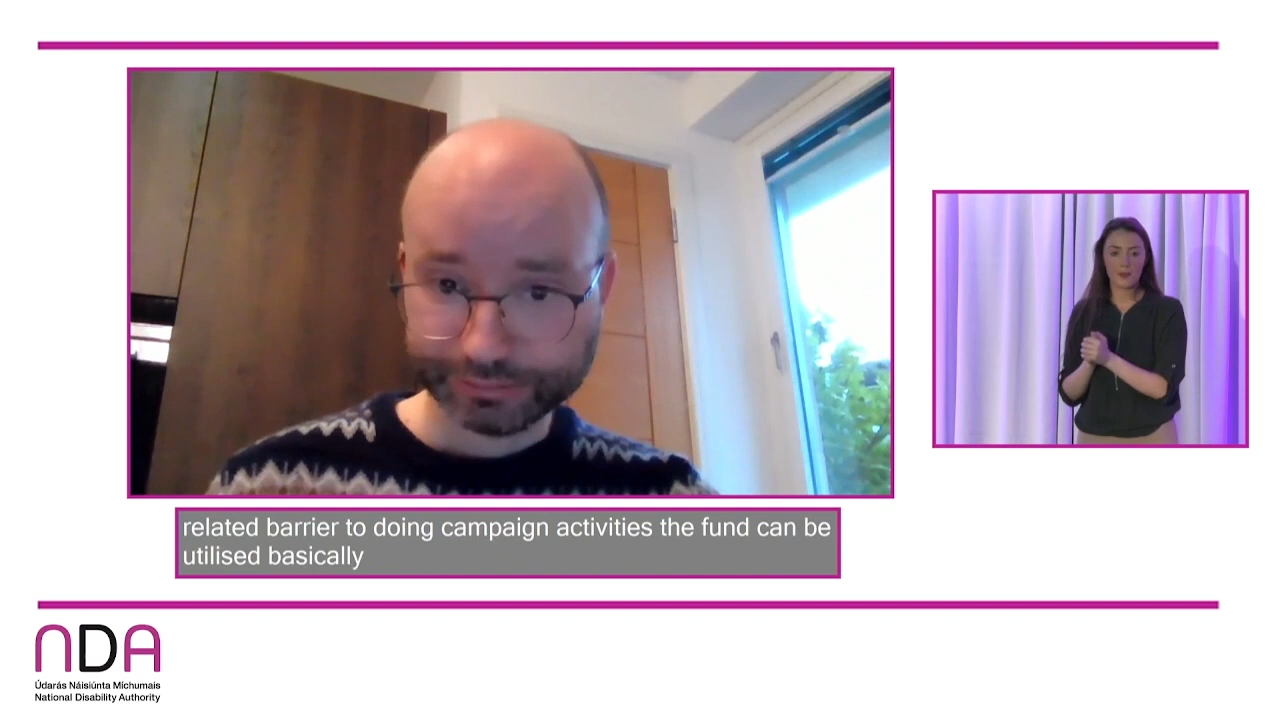 related barrier to doing campaign activities the fund can be
utilised basically
NDA
Údarás Náisiúnta Míchumais
National Disability Authority